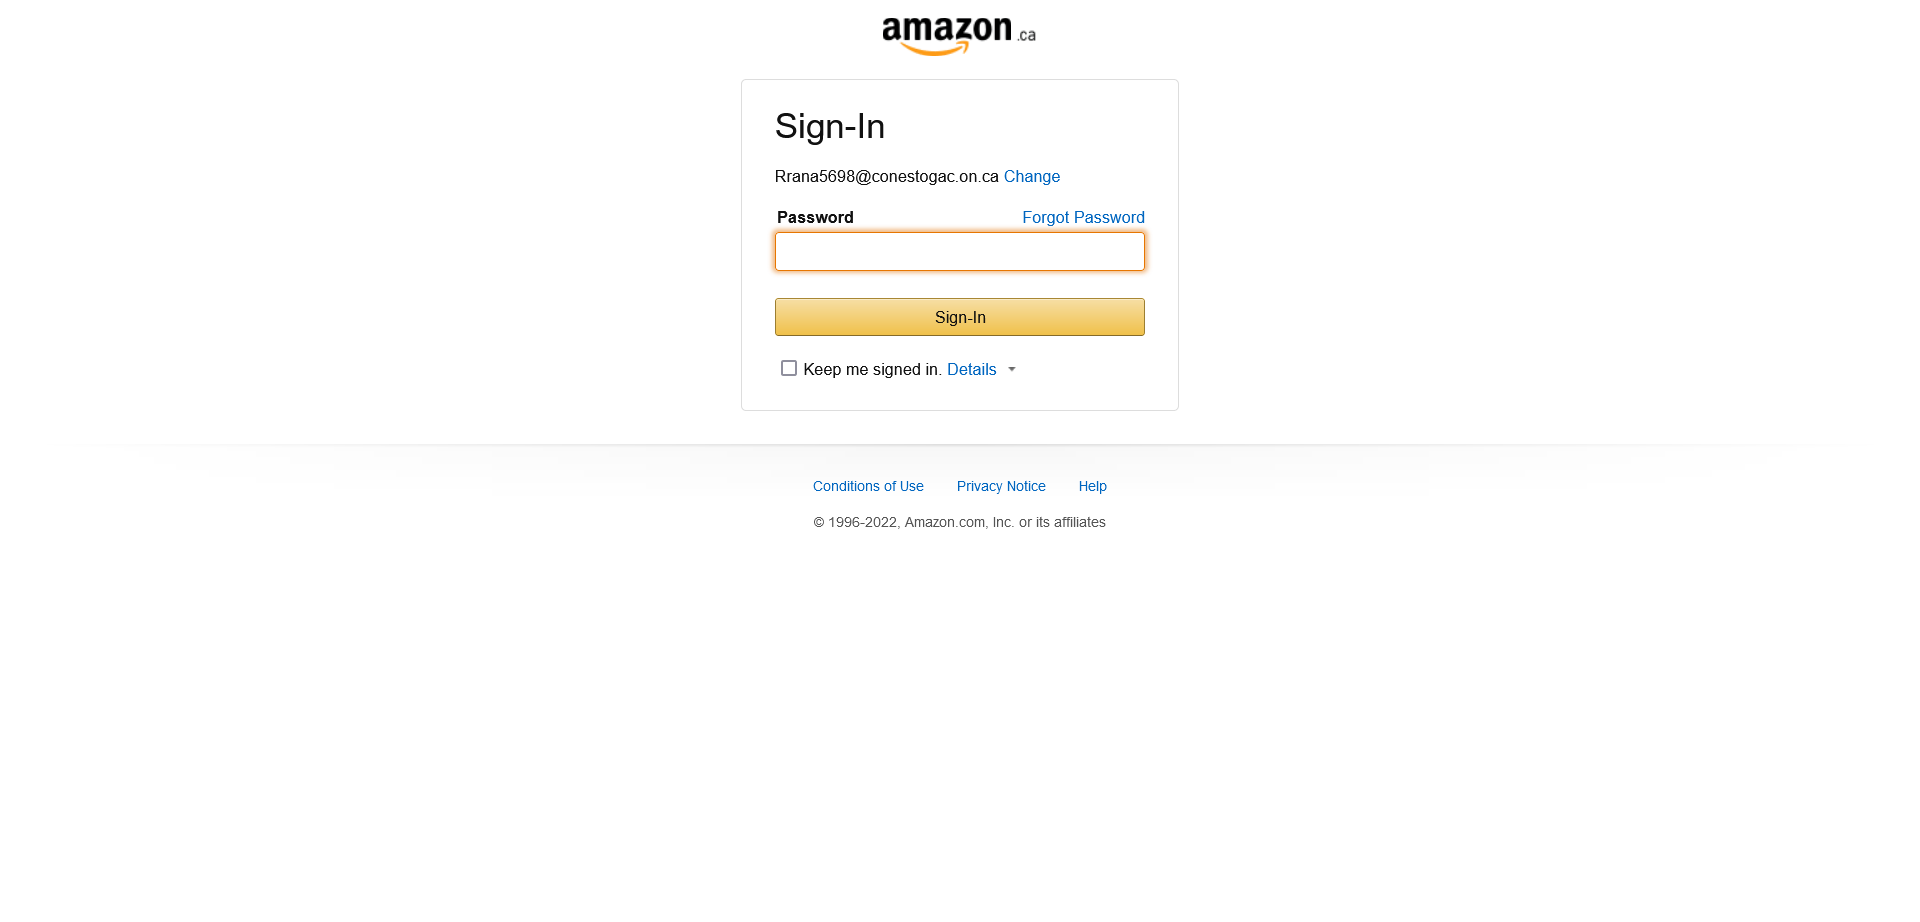 amazon.ca
Sign-In
Rrana5698@conestogac.on.ca Change
Password Forgot Password
Sign-In
Keep me signed in. Details
Conditions of Use Privacy Notice Help
© 1996-2022, Amazon.com, Inc. or its affiliates